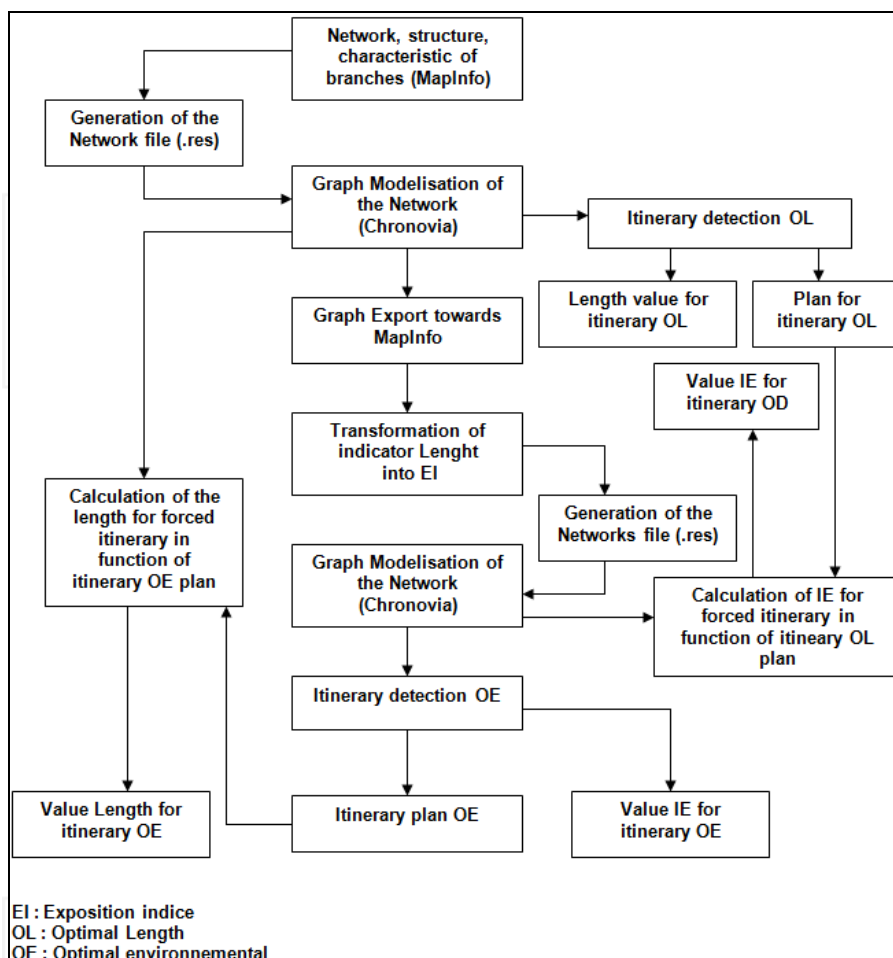 Network, structure,
characteristic of
branches (MapInfo)
Generation of the
Network file (.res)
Graph Modelisation of
the Network
(Chronovia)
Itinerary detection OL
Length value for
itinerary OL
Plan for
itinerary OL
Graph Export towards
MapInfo
Value IE for
itinerary OD
Transformation of
indicator Lenght
into EI
Calculation of the
length for forced
itinerary in
function of
itinerary OE plan
Generation of the
Networks file (.res)
Graph Modelisation of
the Network
(Chronovia)
Calculation of IE for
forced itinerary in
function of itineary OL
plan
Itinerary detection OE
Value Length for
itinerary OE
Itinerary plan OE
Value IE for
itinerary OE
EI : Exposition indice
OL : Optimal Length
OE : Optimal environnemental